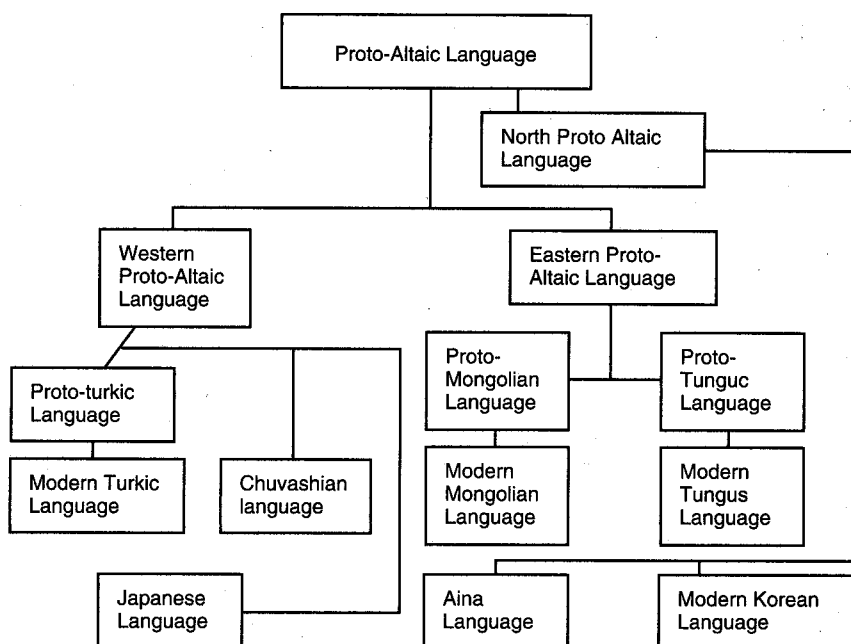 Proto-Altaic Language
North Proto Altaic
Language
Western
Proto-Altaic
Language
Eastern Proto-
Altaic Language
Proto-
Mongolian
Language
Proto-
Tunguc
Language
Proto-turkic
Language
Modern Turkic
Language
Chuvashian
language
Modern
Mongolian
Language
Modern
Tungus
Language
Japanese
Language
Aina
Language
Modern Korean
Language